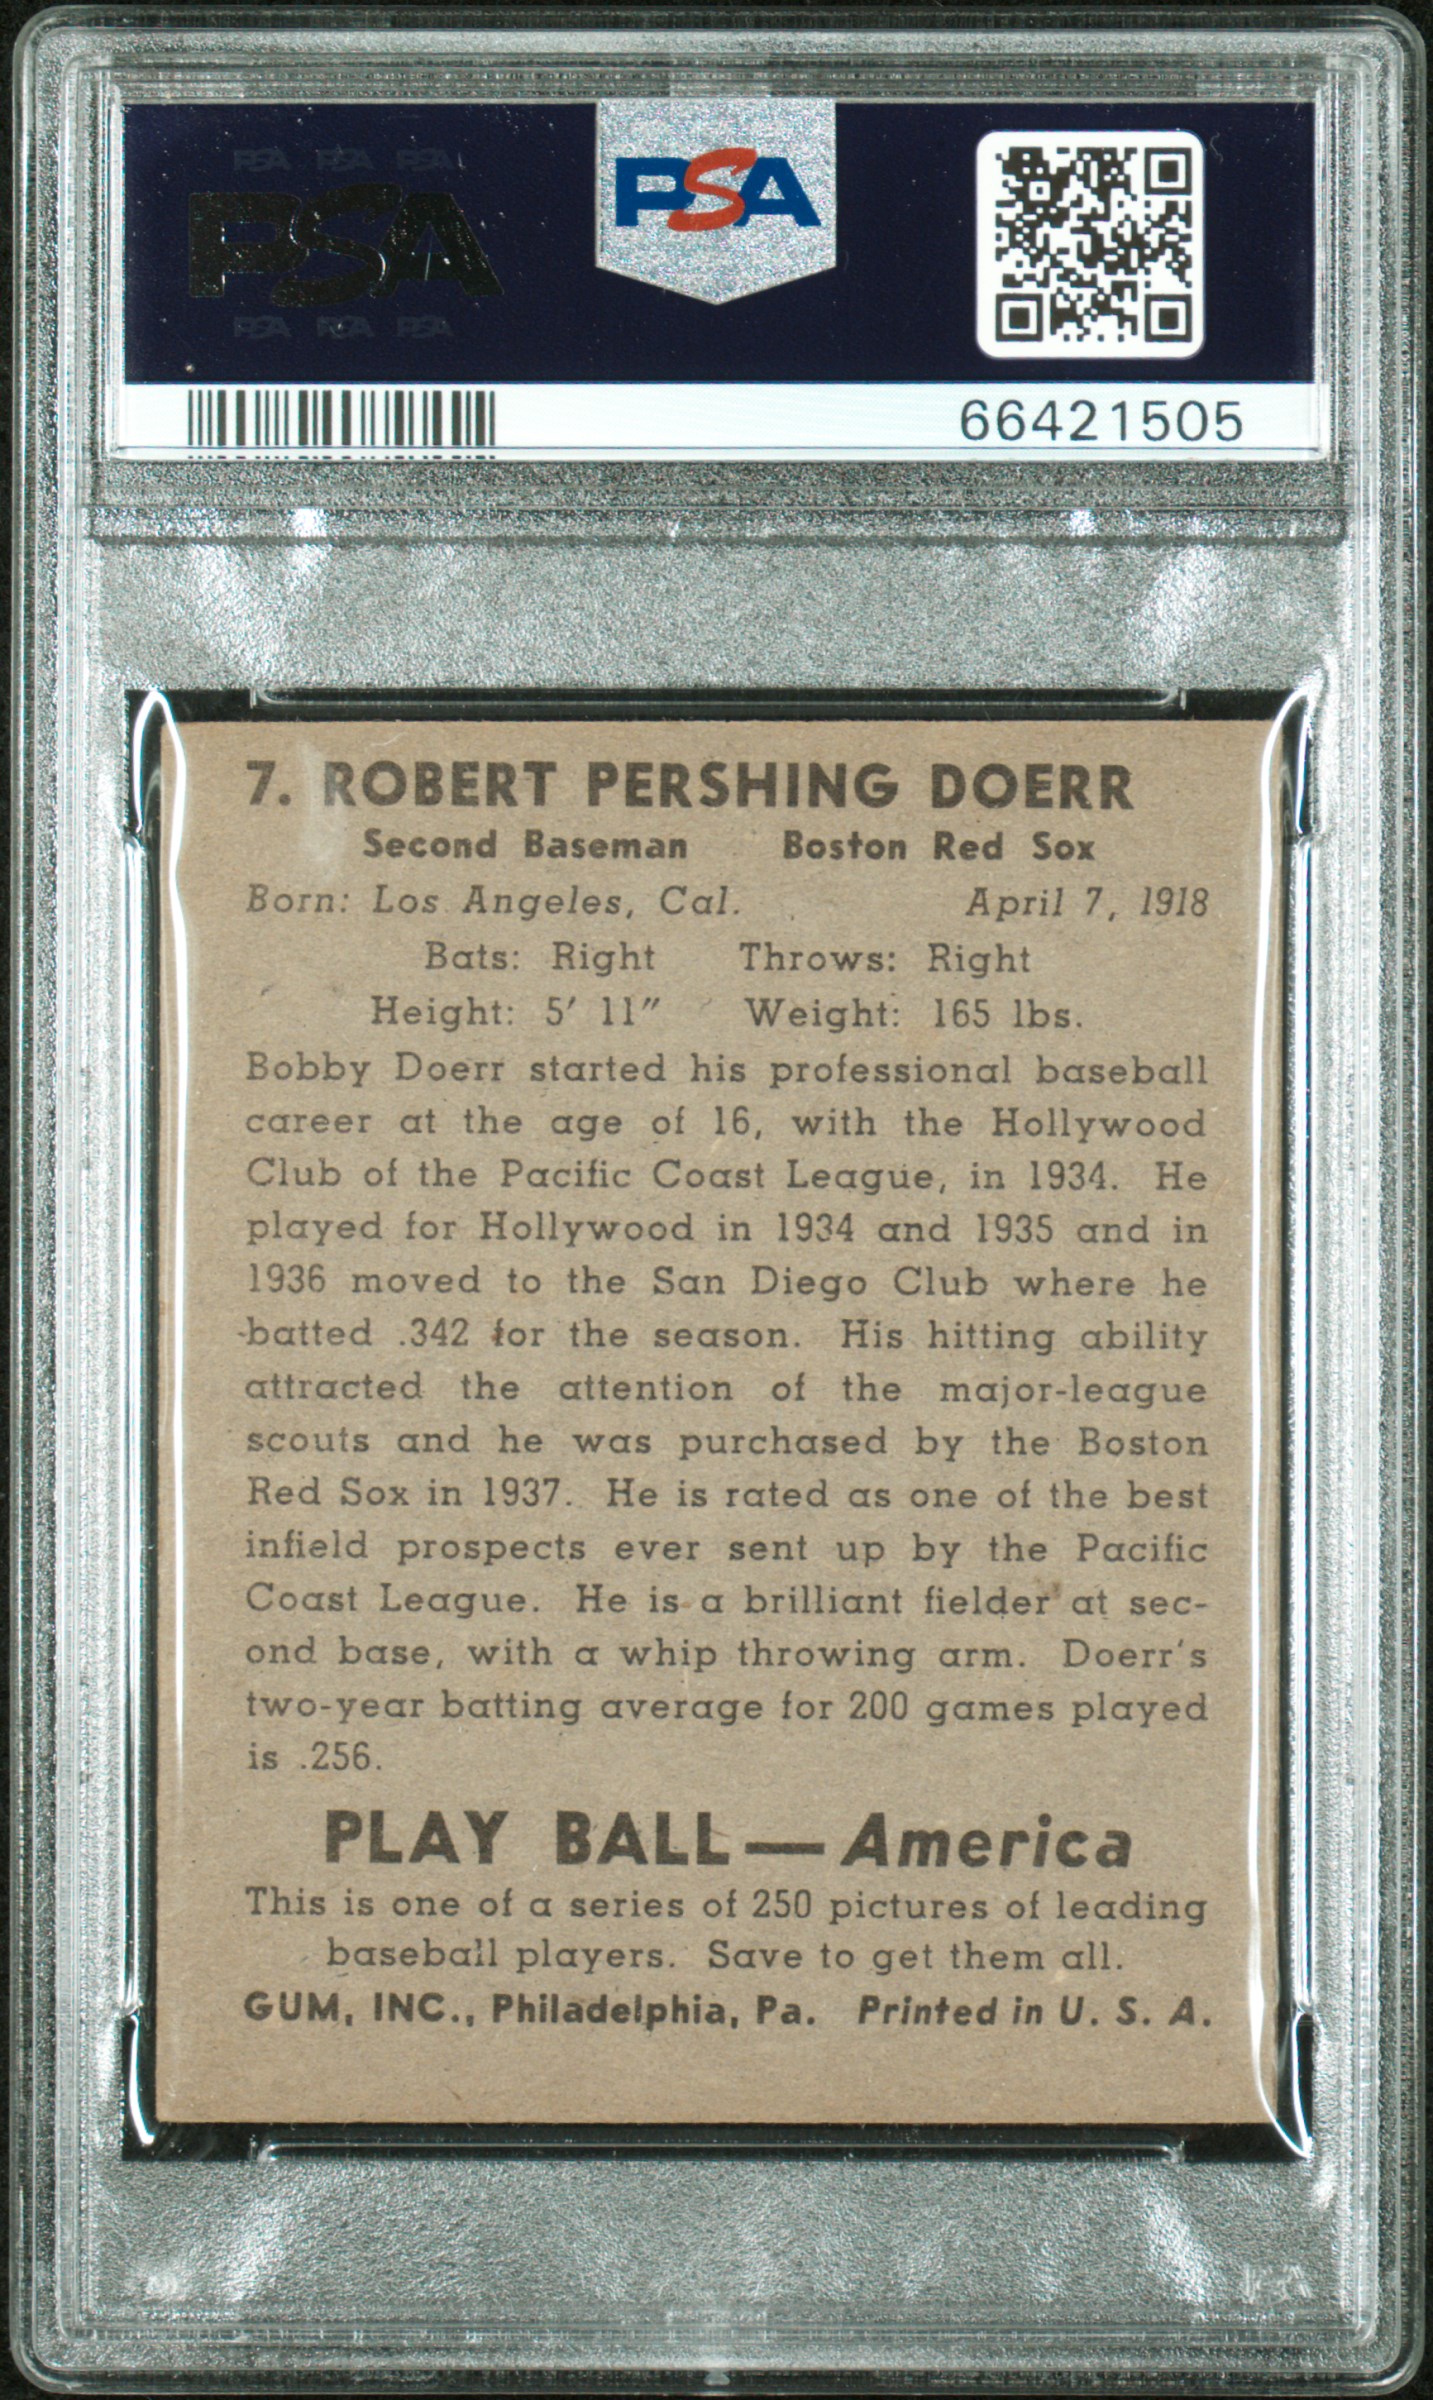 PSA PSA PSA
PSA
PSA PSA PSA
PSA
66421505
7. ROBERT PERSHING DOERR
Second Baseman Boston Red Sox
Born: Los Angeles, Cal. April 7, 1918
Bats: Right Throws: Right
Height: 5' 11" Weight: 165 lbs.
Bobby Doerr started his professional baseball
career at the age of 16, with the Hollywood
Club of the Pacific Coast League, in 1934. He
played for Hollywood in 1934 and 1935 and in
1936 moved to the San Diego Club where he
batted .342 for the season. His hitting ability
attracted the attention of the major-league
scouts and he was purchased by the Boston
Red Sox in 1937. He is rated as one of the best
infield prospects ever sent up by the Pacific
Coast League. He is a brilliant fielder at sec-
ond base, with a whip throwing arm. Doerr's
two-year batting average for 200 games played
is .256.
PLAY BALL—America
This is one of a series of 250 pictures of leading
baseball players. Save to get them all.
GUM, INC., Philadelphia, Pa. Printed in U. S. A.
PSA